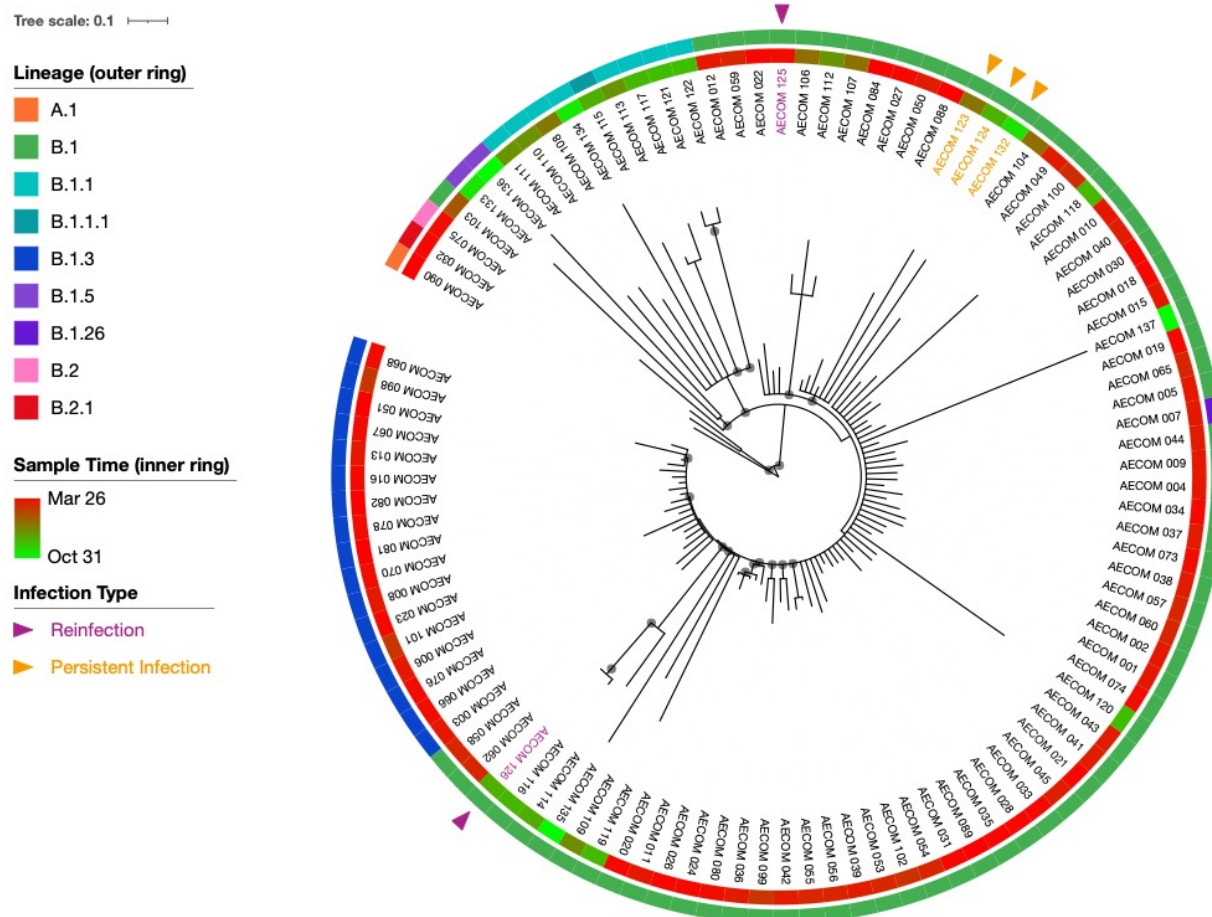 Tree scale: 0.1
Lineage (outer ring)
A.1
B.1
B.1.1
B.1.1.1
B.1.3
B.1.5
B.1.26
B.2
B.2.1
Sample Time (inner ring)
Mar 26
Oct 31
Infection Type
Reinfection
Persistent Infection
AECOM 090
AECOM 032
AECOM 075
AECOM 103
AECOM 133
AECOM 136
AECOM 111
AECOM 110
AECOM 108
AECOM 134
AECOM 115
AECOM 113
AECOM 117
AECOM 121
AECOM 122
AECOM 012
AECOM 059
AECOM 022
AECOM 125
AECOM 106
AECOM 112
AECOM 107
AECOM 084
AECOM 027
AECOM 050
AECOM 088
AECOM 123
AECOM 124
AECOM 132
AECOM 104
AECOM 049
AECOM 100
AECOM 118
AECOM 010
AECOM 040
AECOM 030
AECOM 018
AECOM 015
AECOM 137
AECOM 019
AECOM 065
AECOM 005
AECOM 007
AECOM 044
AECOM 009
AECOM 004
AECOM 034
AECOM 037
AECOM 073
AECOM 038
AECOM 057
AECOM 060
AECOM 002
AECOM 001
AECOM 074
AECOM 120
AECOM 043
AECOM 041
AECOM 021
AECOM 045
AECOM 033
AECOM 028
AECOM 035
AECOM 089
AECOM 031
AECOM 054
AECOM 102
AECOM 053
AECOM 039
AECOM 056
AECOM 055
AECOM 042
AECOM 099
AECOM 036
AECOM 080
AECOM 024
AECOM 026
AECOM 011
AECOM 020
AECOM 119
AECOM 109
AECOM 135
AECOM 114
AECOM 116
AECOM 126
AECOM 062
AECOM 058
AECOM 003
AECOM 066
AECOM 076
AECOM 006
AECOM 101
AECOM 023
AECOM 008
AECOM 070
AECOM 081
AECOM 078
AECOM 082
AECOM 016
AECOM 013
AECOM 067
AECOM 051
AECOM 098
AECOM 068